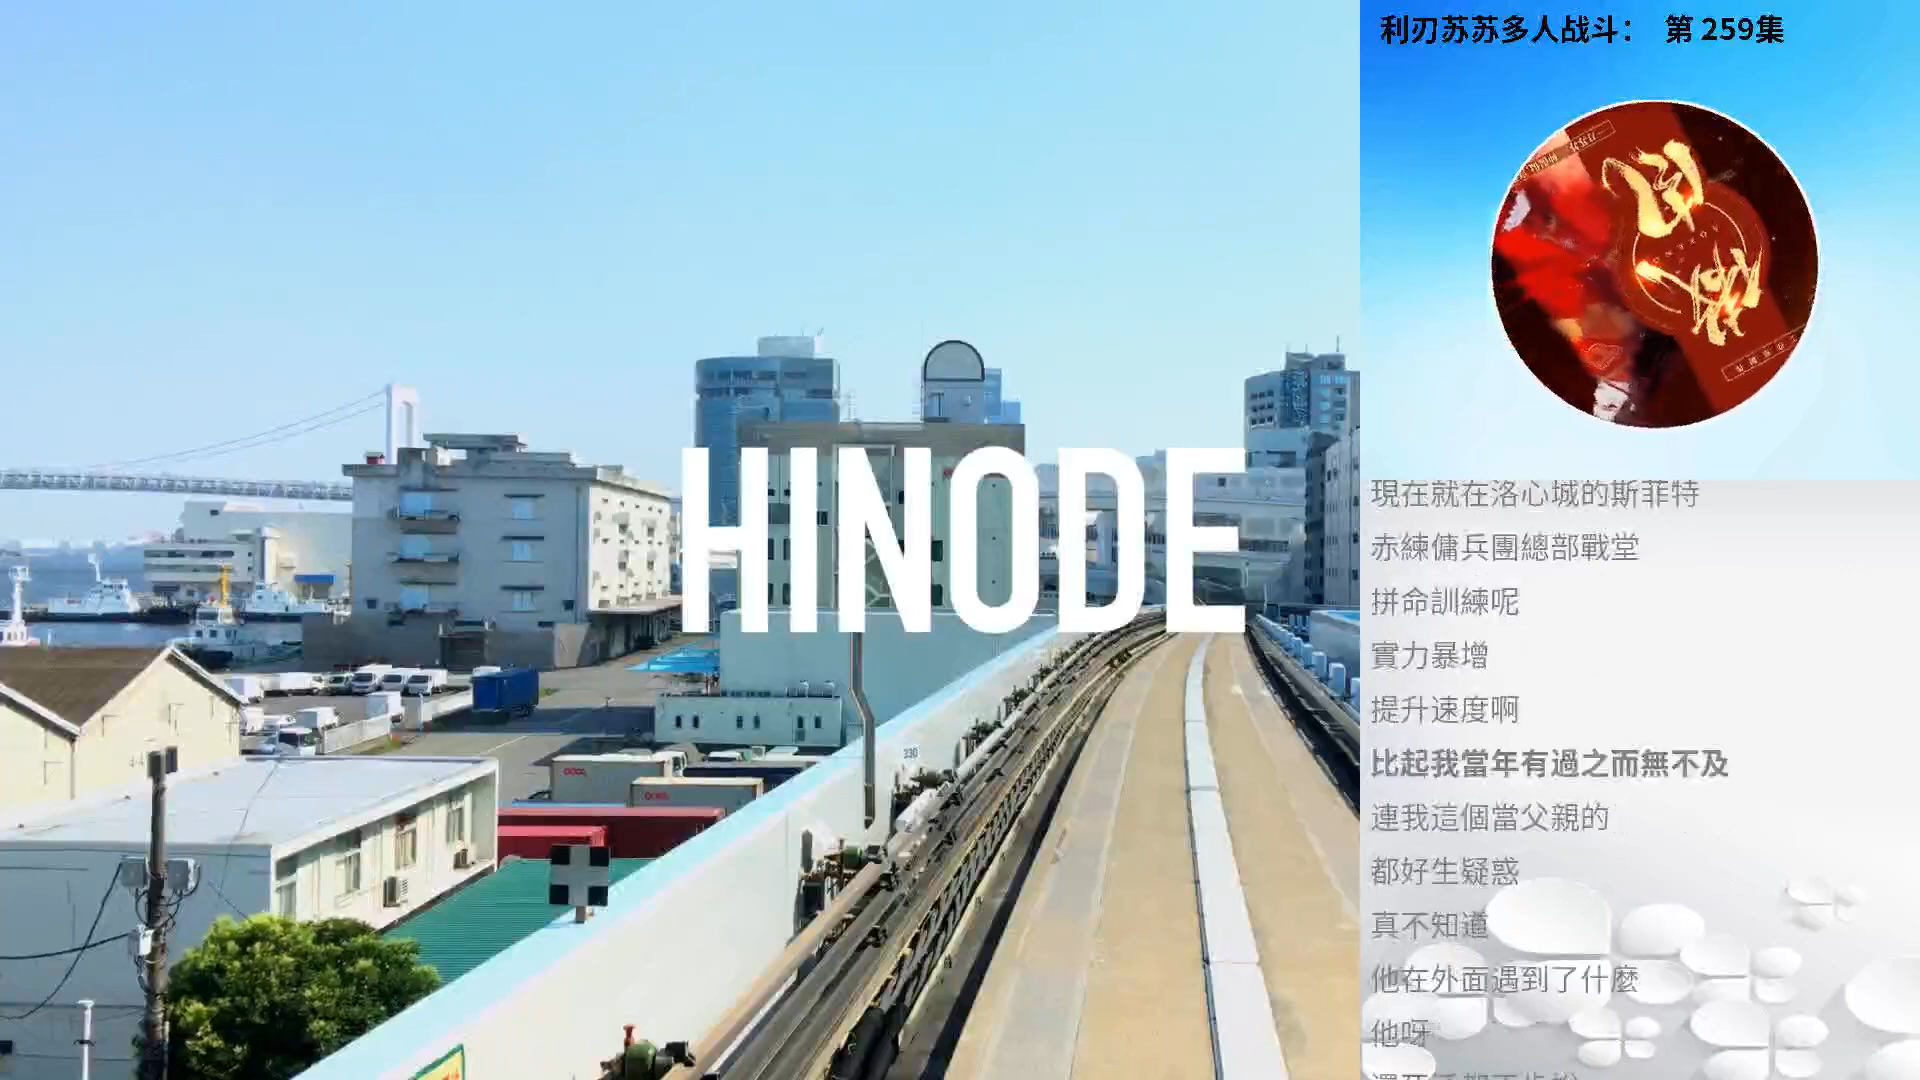 利刃苏苏多人战斗： 第 259集
HINODE
330
現在就在洛心城的斯菲特
赤練傭兵團總部戰堂
拼命訓練呢
實力暴增
提升速度啊
比起我當年有過之而無不及
連我這個當父親的
都好生疑惑
真不知道
他在外面遇到了什麼
他呀